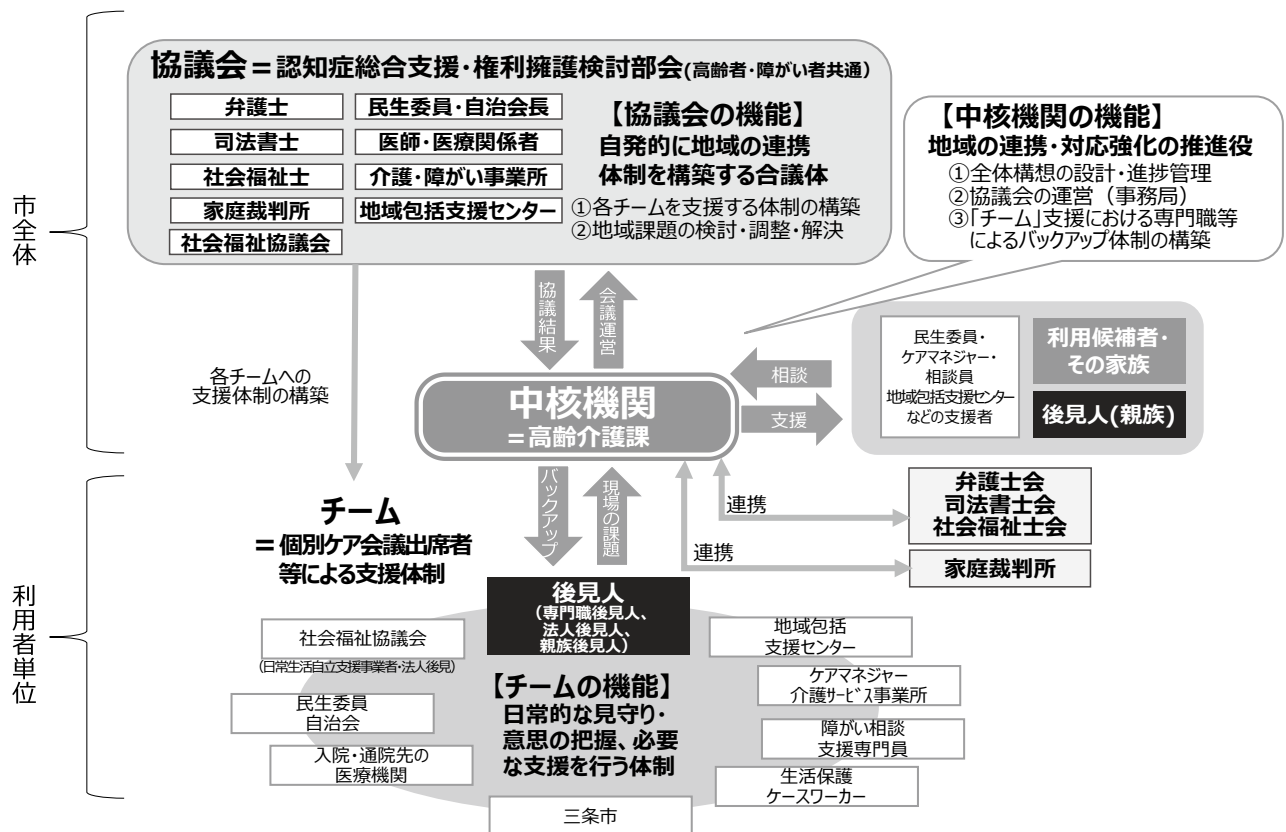 市全体
協議会=認知症総合支援・権利擁護検討部会(高齢者・障がい者共通)
弁護士
民生委員・自治会長
司法書士
医師・医療関係者
社会福祉士
介護・障がい事業所
家庭裁判所
地域包括支援センター
社会福祉協議会
【協議会の機能】
自発的に地域の連携
体制を構築する合議体
①各チームを支援する体制の構築
②地域課題の検討・調整・解決
【中核機関の機能】
地域の連携・対応強化の推進役
①全体構想の設計・進捗管理
②協議会の運営（事務局）
③「チーム」支援における専門職等
によるバックアップ体制の構築
協議結果
会議運営
各チームへの
支援体制の構築
中核機関
=高齢介護課
相談
支援
民生委員・
ケアマネジャー・
相談員
地域包括支援センター
などの支援者
利用候補者・
その家族
後見人(親族)
バックアップ
現場の課題
連携
弁護士会
司法書士会
社会福祉士会
連携
家庭裁判所
利用者単位
チーム
=個別ケア会議出席者
等による支援体制
後見人
（専門職後見人、
法人後見人、
親族後見人）
社会福祉協議会
(日常生活自立支援事業者・法人後見)
民生委員
自治会
入院・通院先の
医療機関
【チームの機能】
日常的な見守り・
意思の把握、必要
な支援を行う体制
地域包括
支援センター
ケアマネジャー
介護ｻｰﾋﾞｽ事業所
障がい相談
支援専門員
生活保護
ケースワーカー
三条市